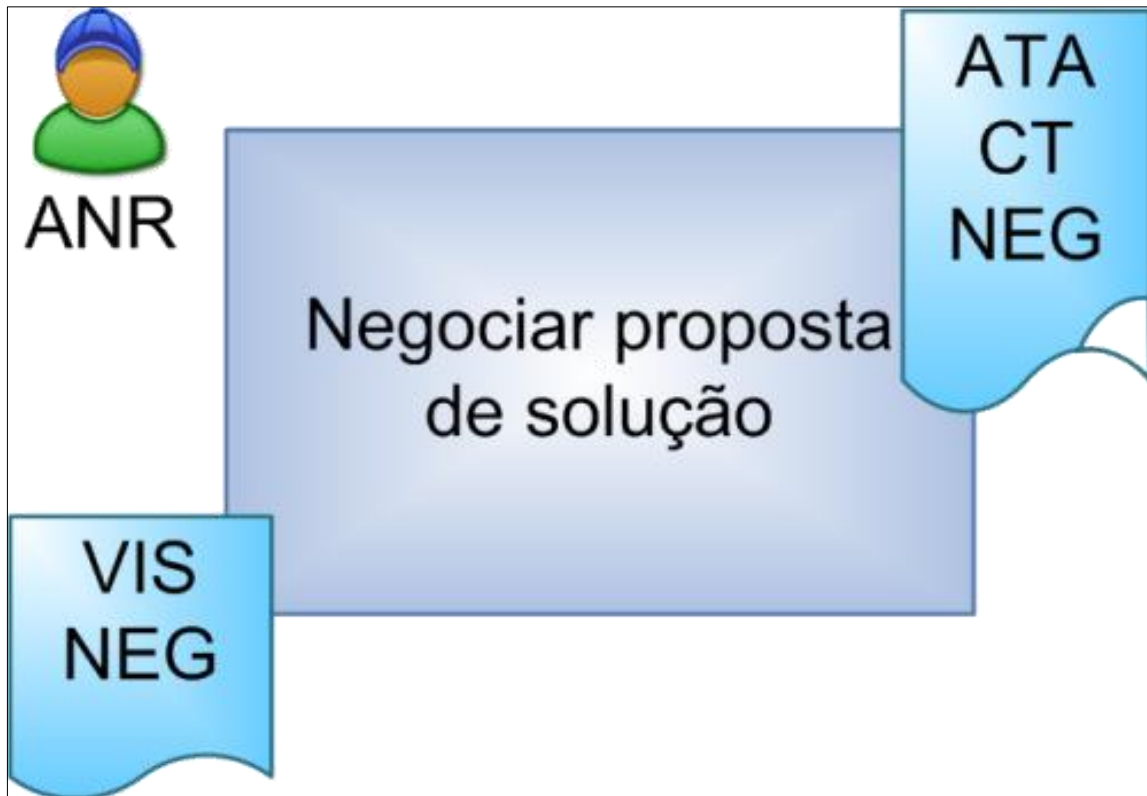 ANR
ATA
CT
NEG
Negociar proposta
de solução
VIS
NEG